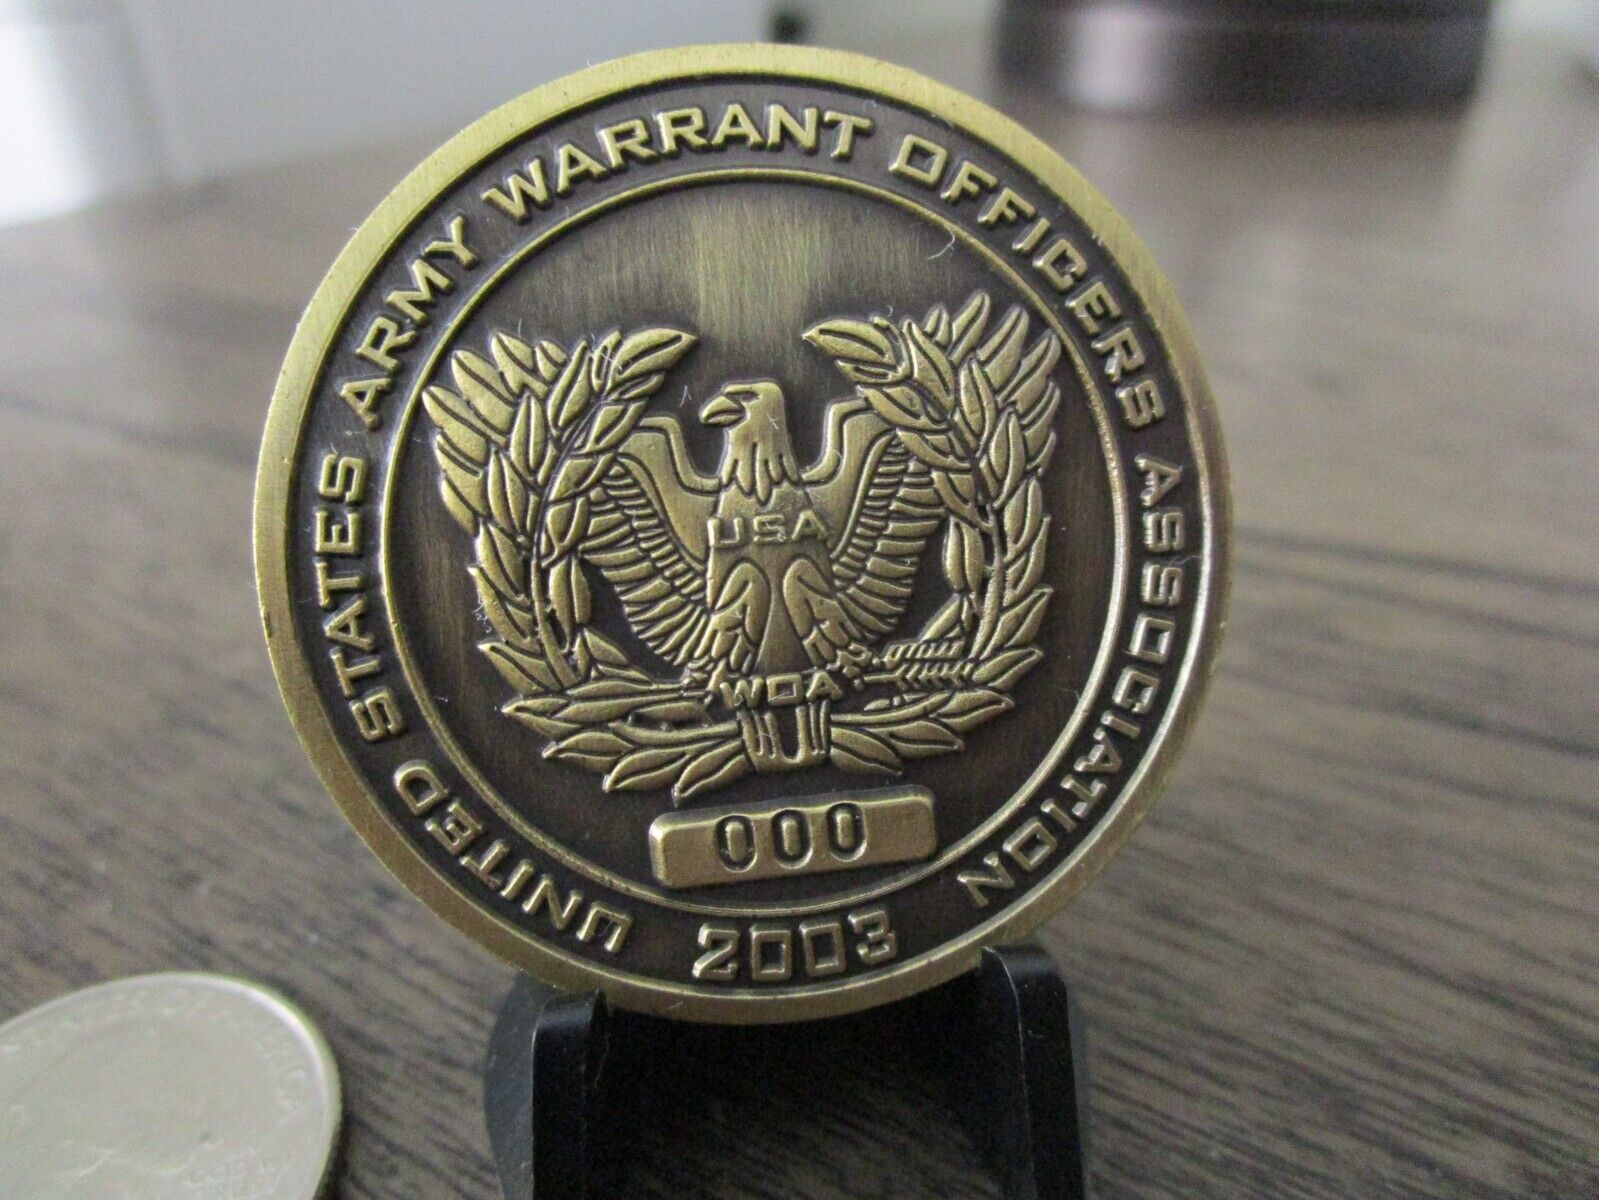 UNITED STATES ARMY WARRANT OFFICERS ASSOCIATION
USA
WOA
000
2003